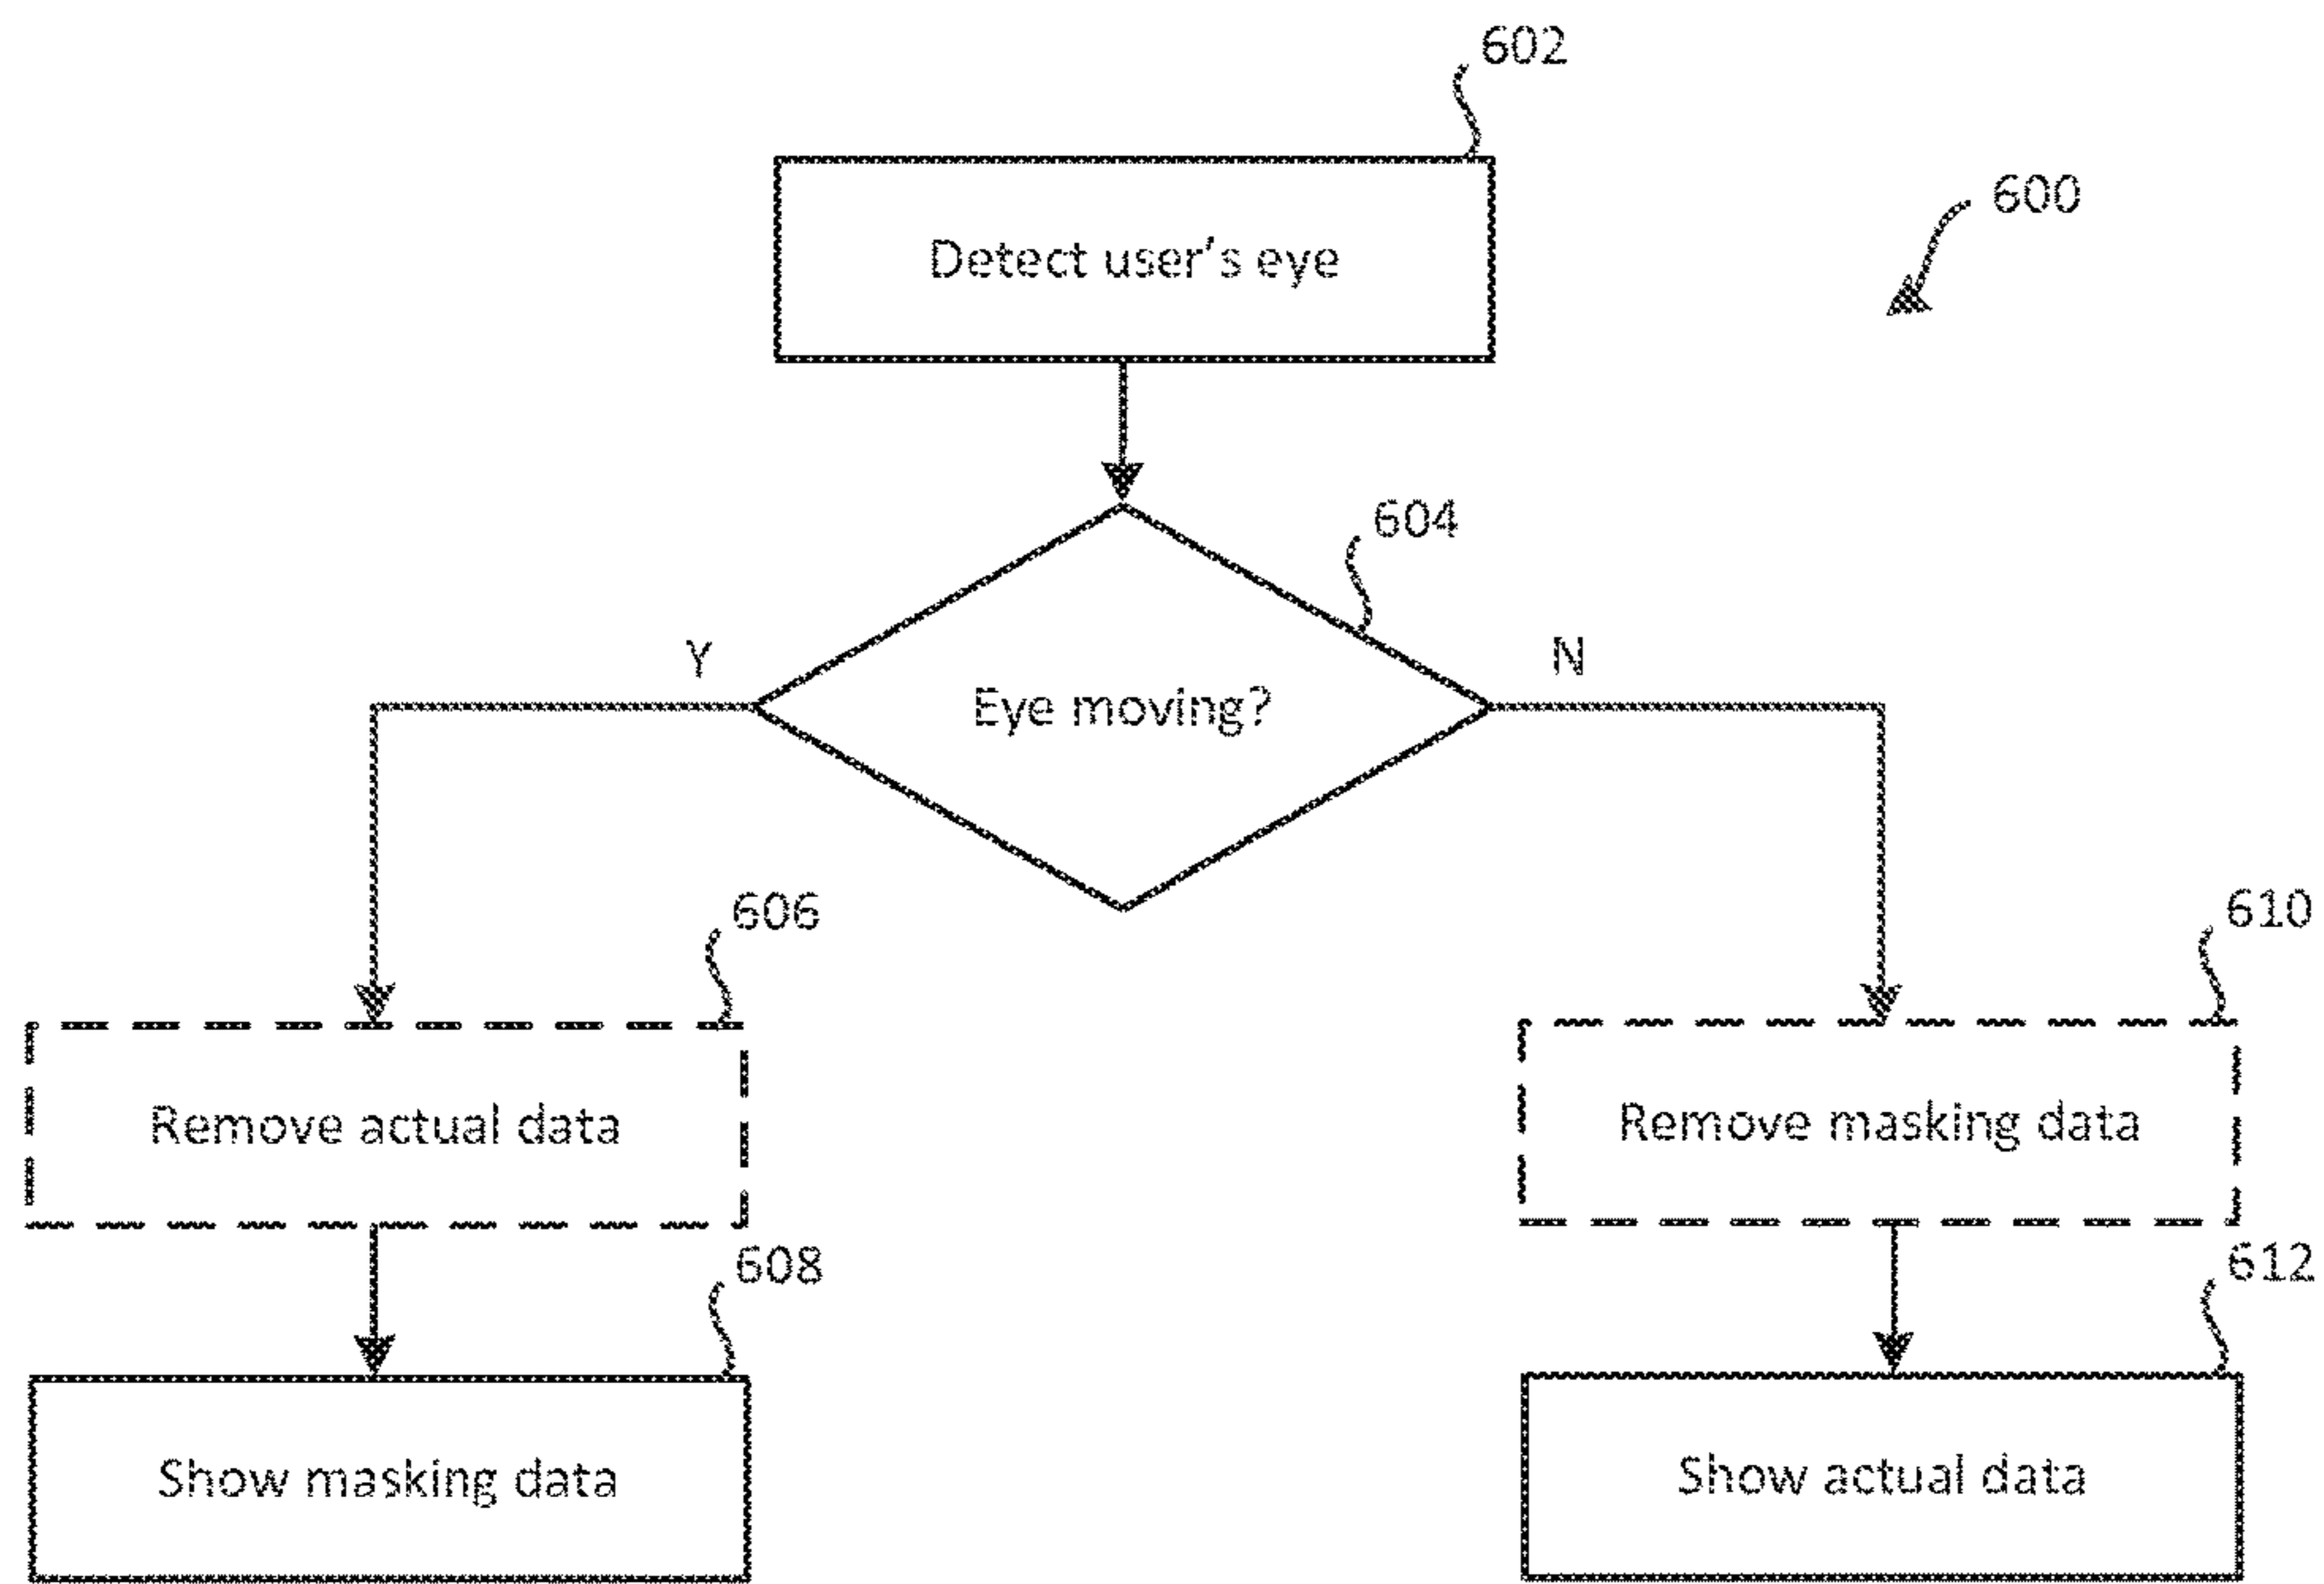 602
600
Detect user's eye
604
Y
N
Eye moving?
606
610
Remove actual data
Remove masking data
608
612
Show masking data
Show actual data